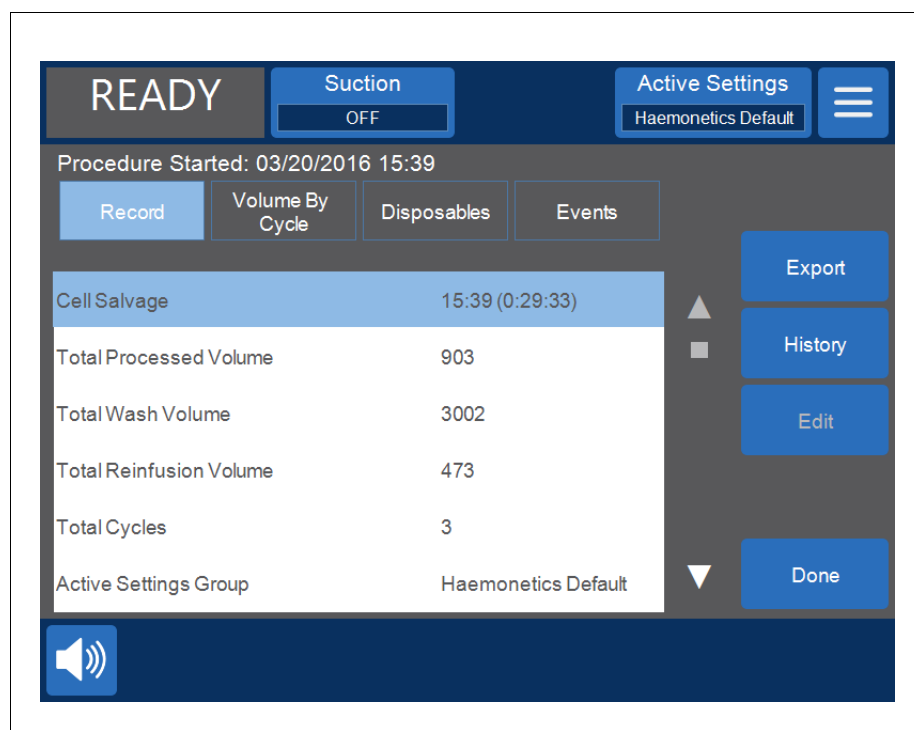 READY
Suction
OFF
Active Settings
Haemonetics Default
Procedure Started: 03/20/2016 15:39
Record
Volume By
Cycle
Disposables
Events
Cell Salvage 15:39 (0:29:33)
Total Processed Volume 903
Total Wash Volume 3002
Total Reinfusion Volume 473
Total Cycles 3
Active Settings Group Haemonetics Default
Export
History
Edit
Done